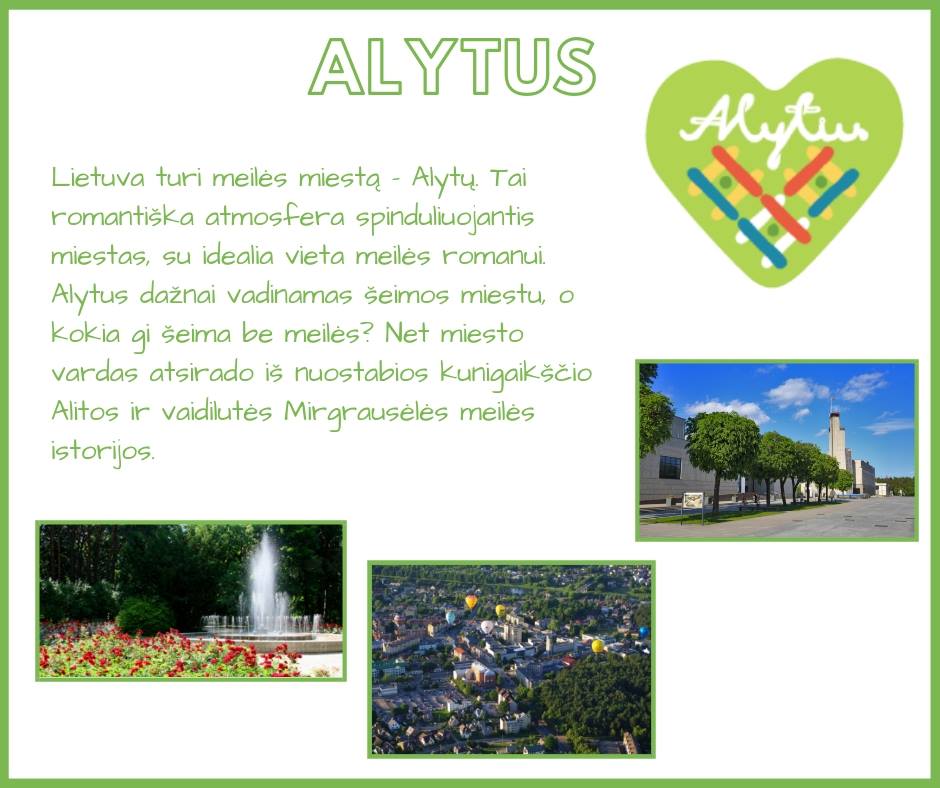 ALYTUS
Alytus
Lietuva turi meilės miestą - Alytų. Tai
romantiška atmosfera spinduliuojantis
miestas, su idealia vieta meilės romanui.
Alytus dažnai vadinamas šeimos miestu, o
kokia gi šeima be meilės? Net miesto
vardas atsirado iš nuostabios kunigaikščio
Alitos ir vaidilutės Mirgrausėlės meilės
istorijos.